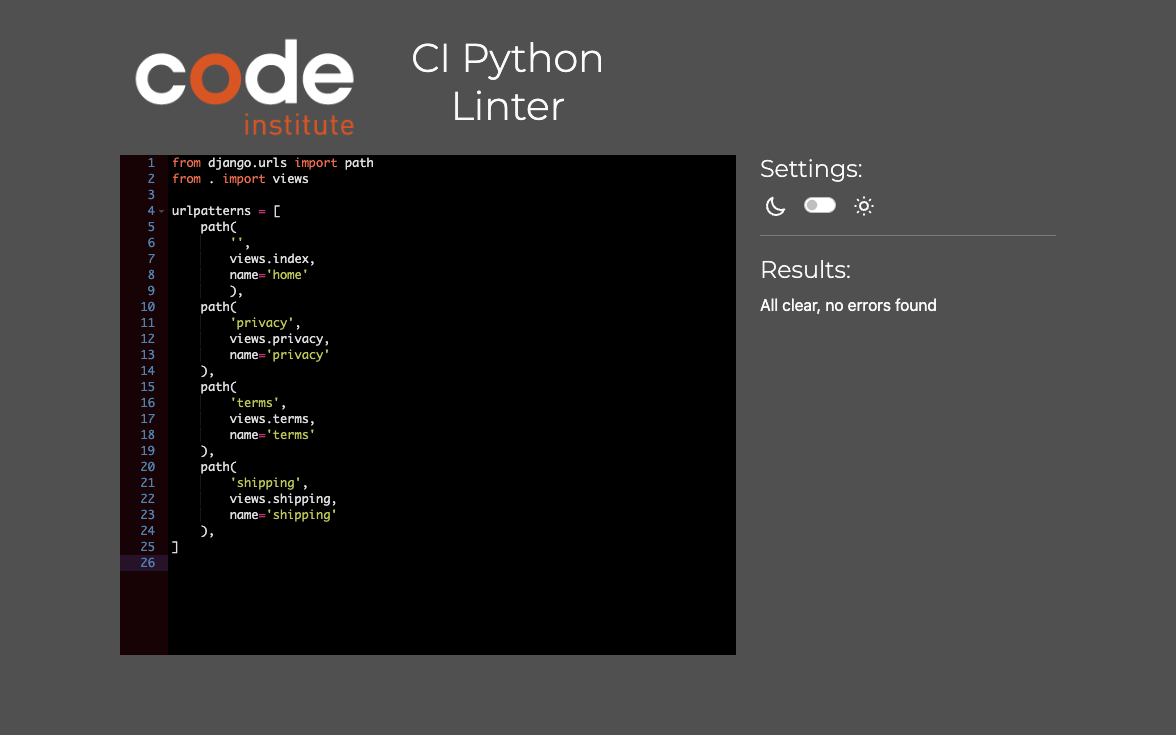 code
institute
CI Python
Linter
1 from django.urls import path
2 from . import views
3
4 urlpatterns = [
5     path(
6         '',
7         views.index,
8         name='home'
9         ),
10     path(
11         'privacy',
12         views.privacy,
13         name='privacy'
14     ),
15     path(
16         'terms',
17         views.terms,
18         name='terms'
19     ),
20     path(
21         'shipping',
22         views.shipping,
23         name='shipping'
24     ),
25 ]
26
Settings:
Results:
All clear, no errors found